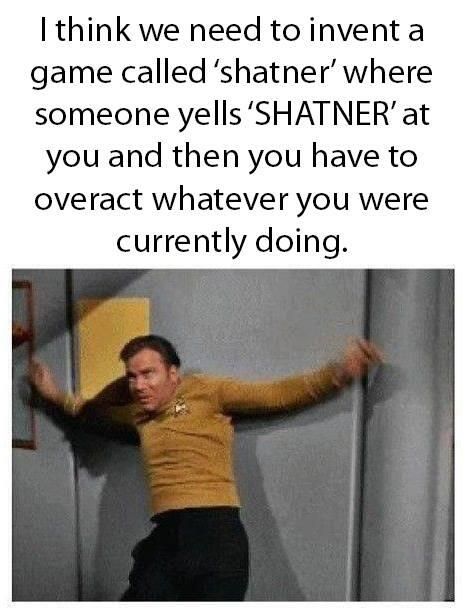 I think we need to invent a
game called ‘shatner’ where
someone yells ‘SHATNER’ at
you and then you have to
overact whatever you were
currently doing.